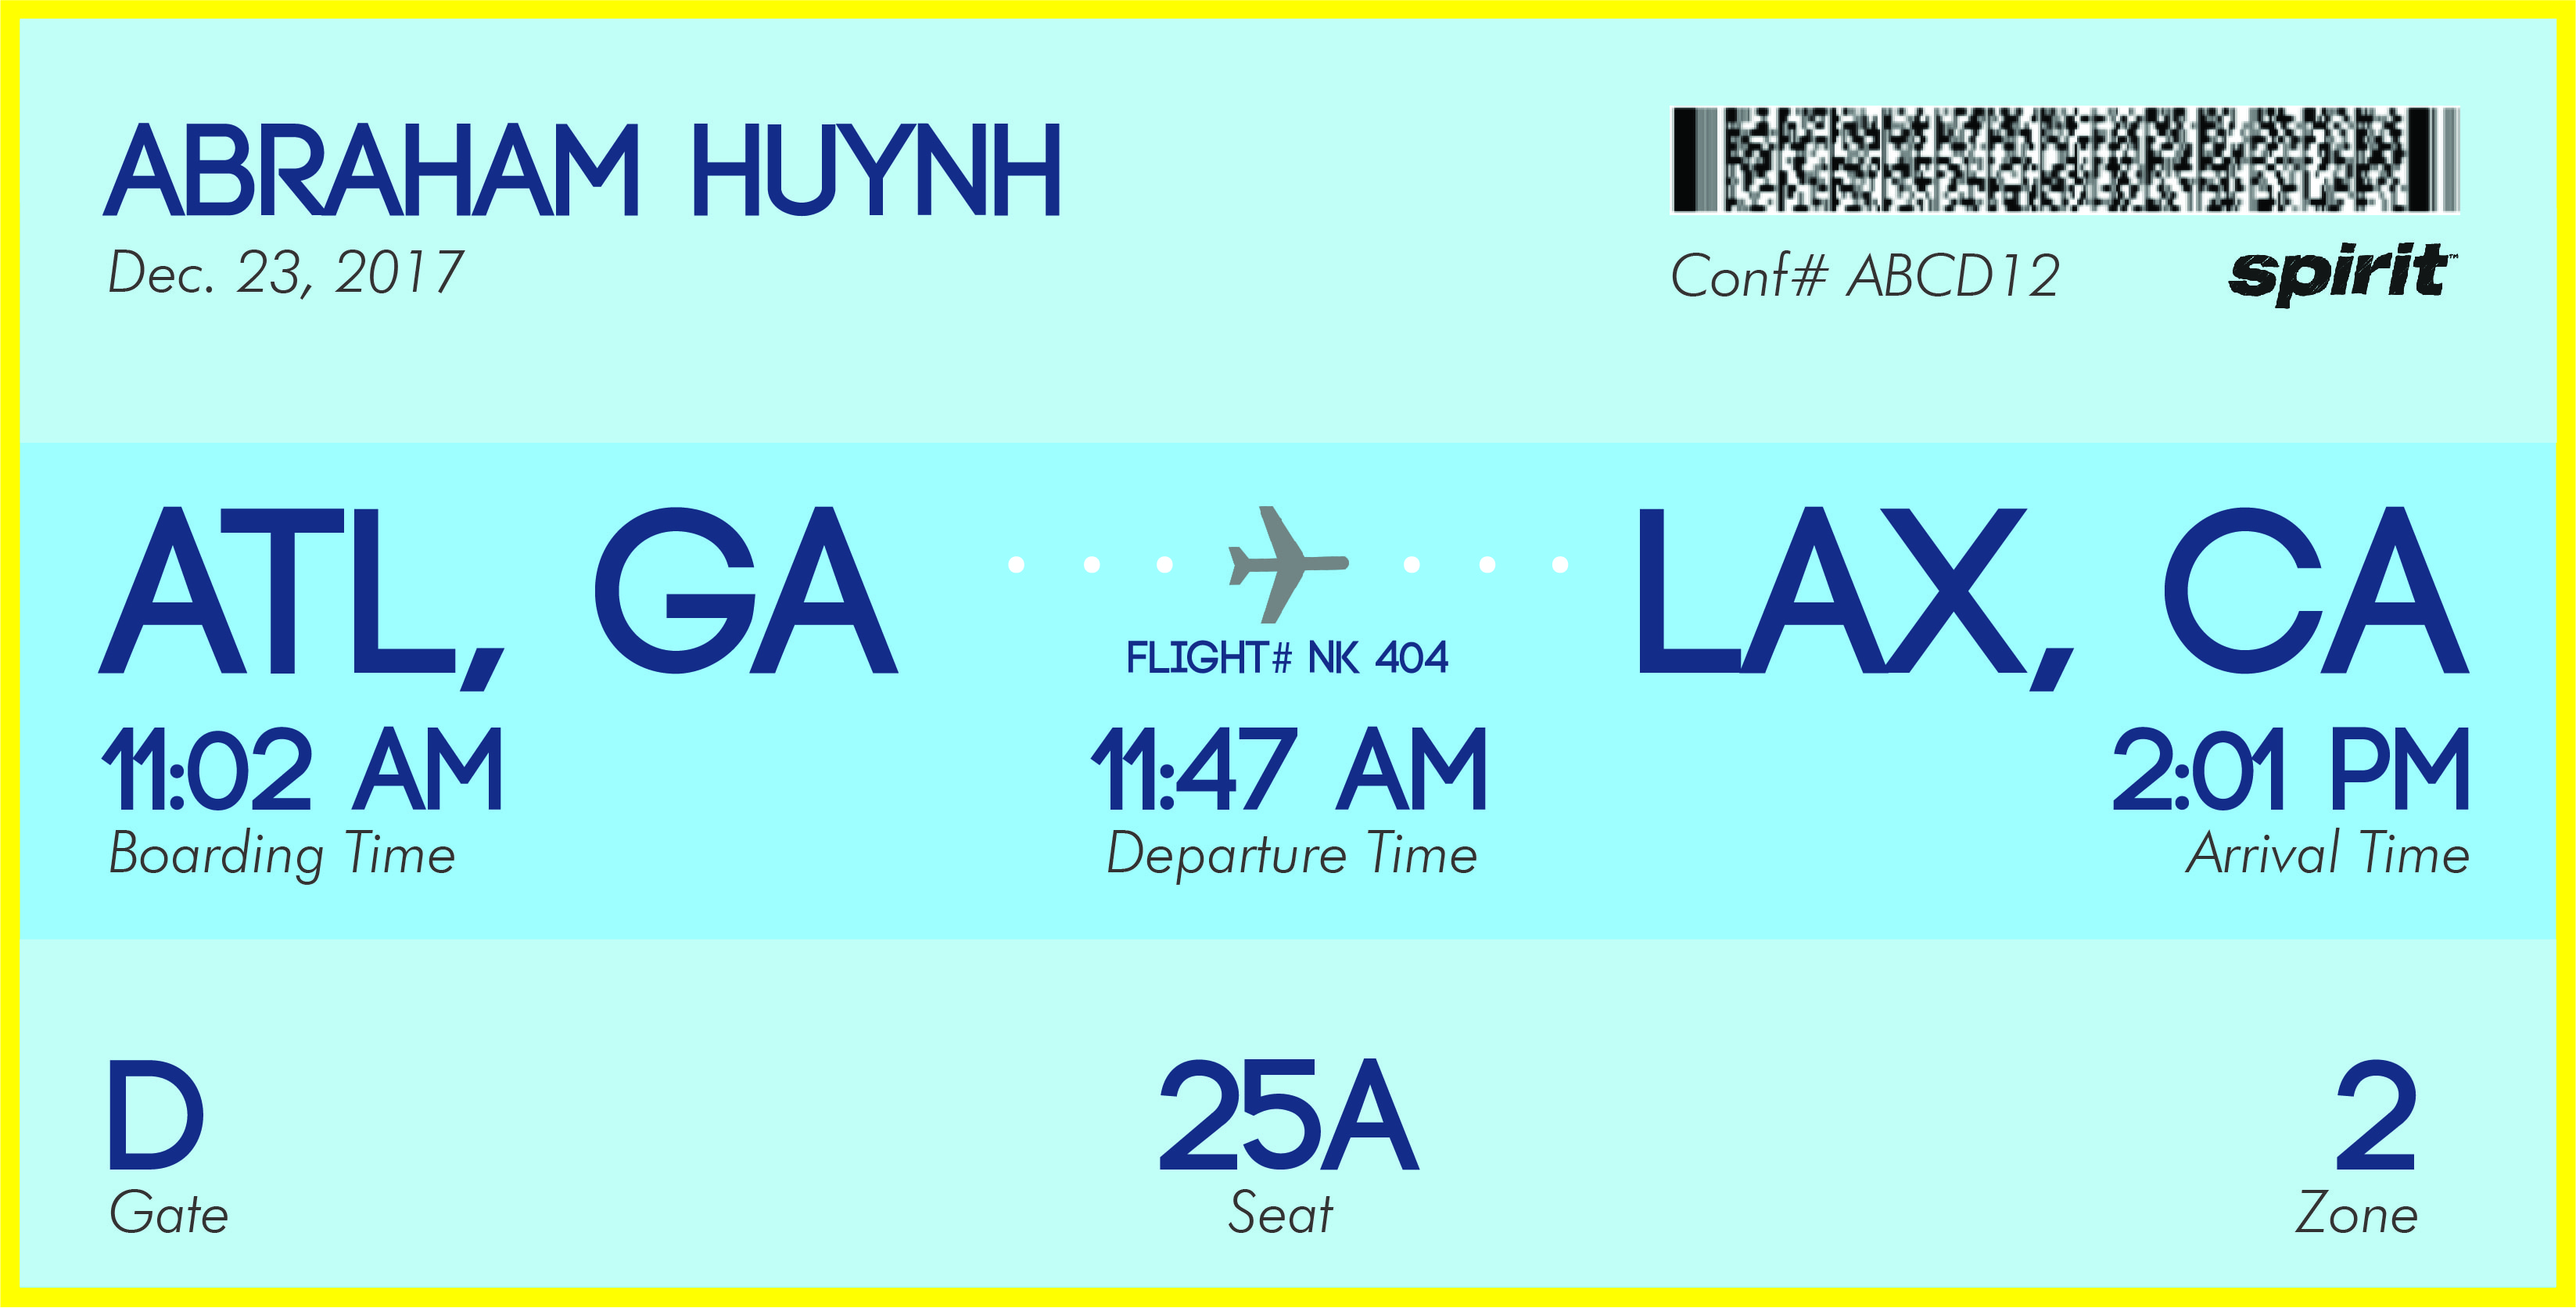 ABRAHAM HUYNH
Dec. 23, 2017
Conf# ABCD12
spirit™
ATL, GA
FLIGHT# NK 404
LAX, CA
11:02 AM
Boarding Time
11:47 AM
Departure Time
2:01 PM
Arrival Time
D
Gate
25A
Seat
2
Zone